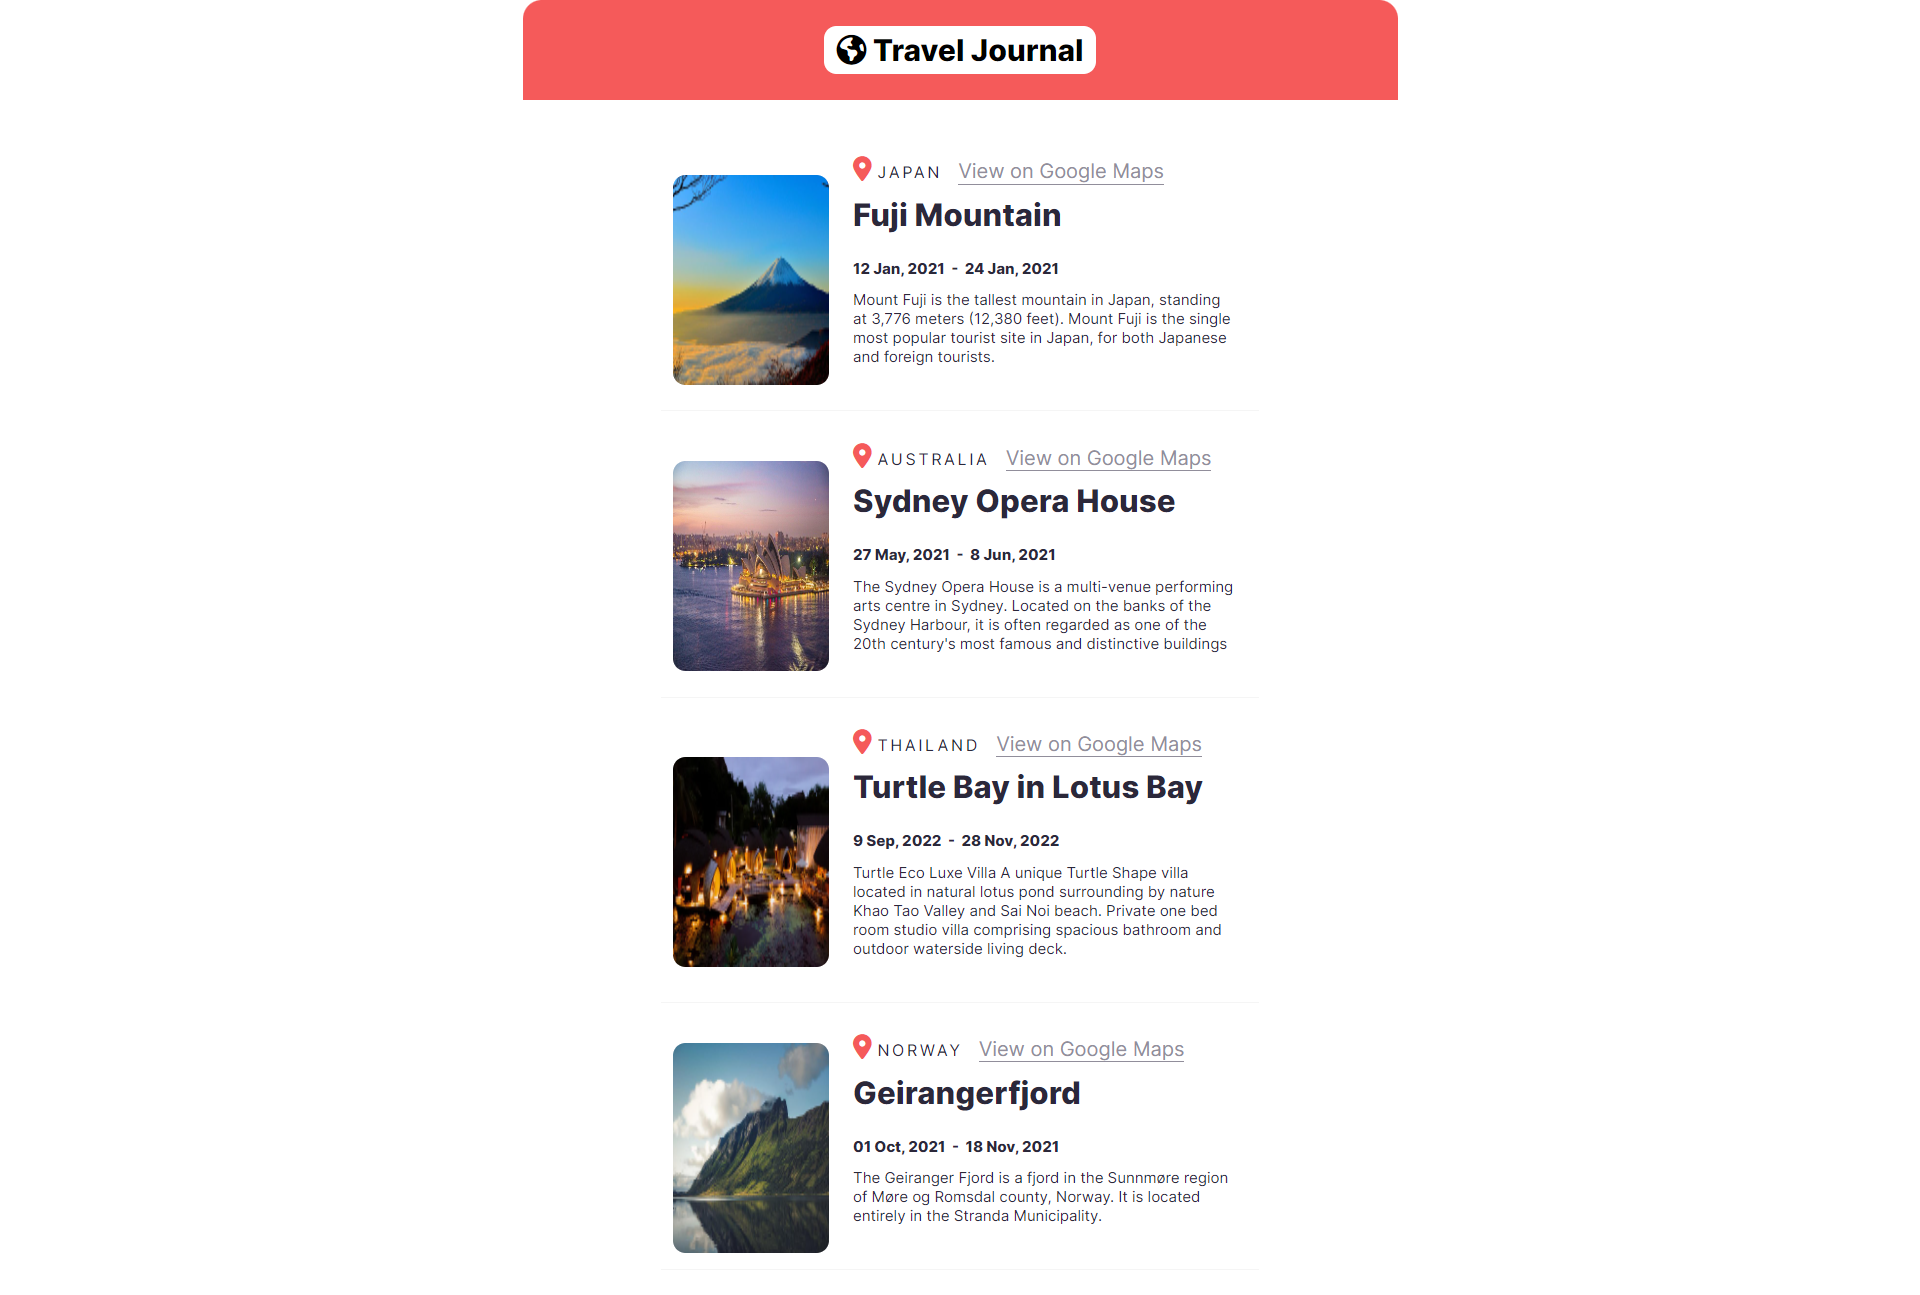 Travel Journal
JAPAN View on Google Maps
Fuji Mountain
12 Jan, 2021 - 24 Jan, 2021
Mount Fuji is the tallest mountain in Japan, standing
at 3,776 meters (12,380 feet). Mount Fuji is the single
most popular tourist site in Japan, for both Japanese
and foreign tourists.
AUSTRALIA View on Google Maps
Sydney Opera House
27 May, 2021 - 8 Jun, 2021
The Sydney Opera House is a multi-venue performing
arts centre in Sydney. Located on the banks of the
Sydney Harbour, it is often regarded as one of the
20th century's most famous and distinctive buildings
THAILAND View on Google Maps
Turtle Bay in Lotus Bay
9 Sep, 2022 - 28 Nov, 2022
Turtle Eco Luxe Villa A unique Turtle Shape villa
located in natural lotus pond surrounding by nature
Khao Tao Valley and Sai Noi beach. Private one bed
room studio villa comprising spacious bathroom and
outdoor waterside living deck.
NORWAY View on Google Maps
Geirangerfjord
01 Oct, 2021 - 18 Nov, 2021
The Geiranger Fjord is a fjord in the Sunnmøre region
of Møre og Romsdal county, Norway. It is located
entirely in the Stranda Municipality.